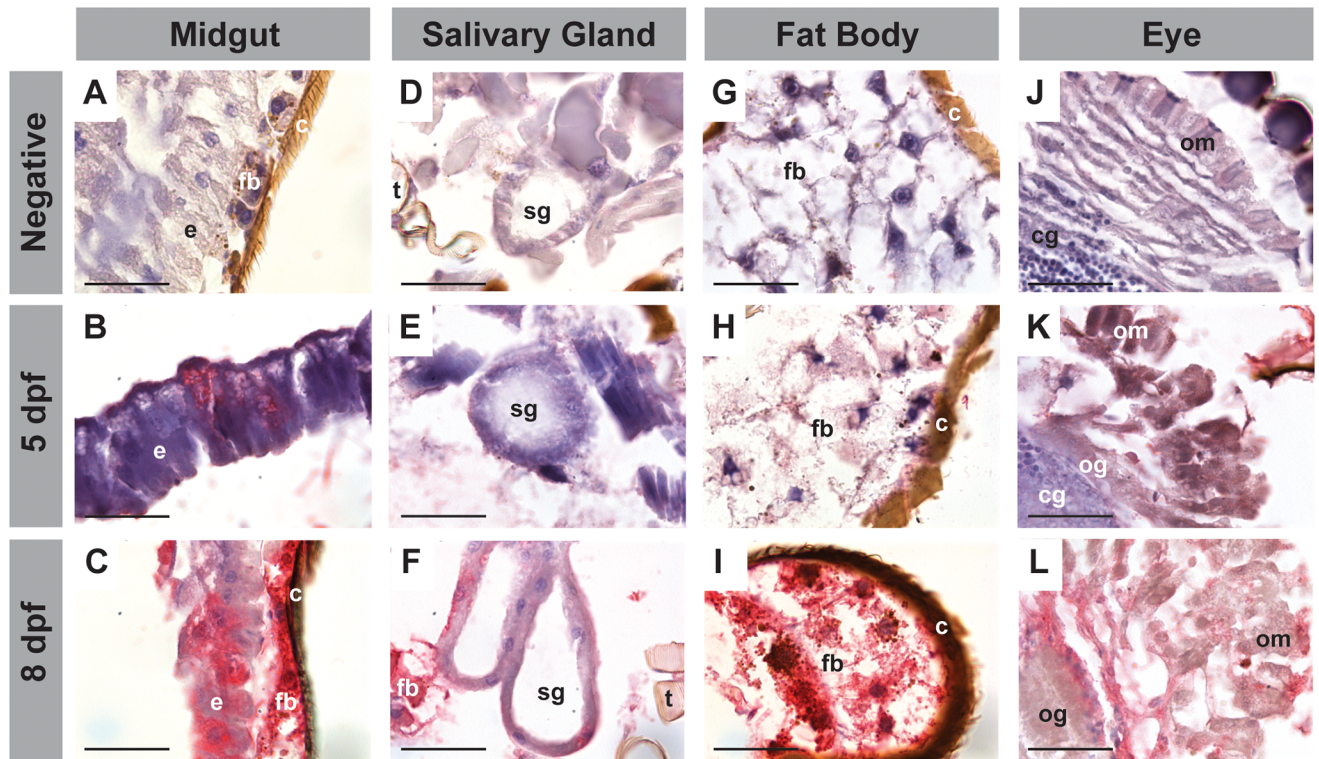 Midgut Salivary Gland Fat Body Eye
Negative
A c fb e
D t sg
G c fb
J om cg
5 dpf
B e
E sg
H fb c
K om og cg
8 dpf
C c e fb
F fb sg t
I c fb
L om og